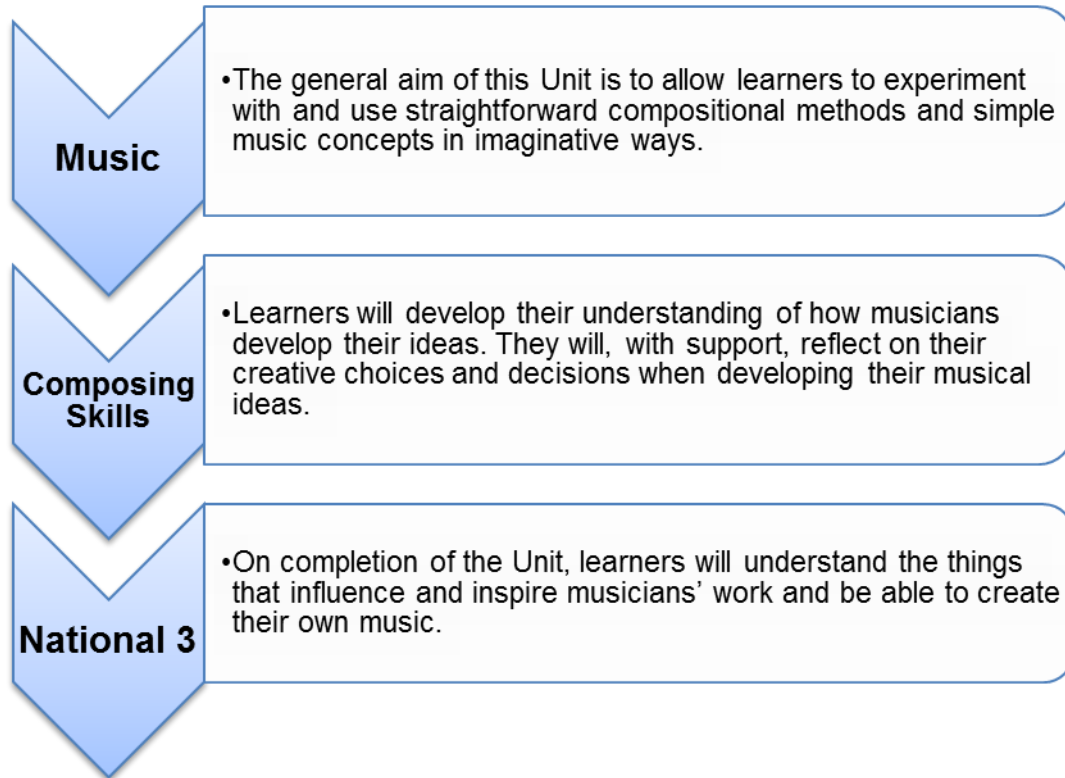 Music
•The general aim of this Unit is to allow learners to experiment
with and use straightforward compositional methods and simple
music concepts in imaginative ways.
Composing
Skills
•Learners will develop their understanding of how musicians
develop their ideas. They will, with support, reflect on their
creative choices and decisions when developing their musical
ideas.
National 3
•On completion of the Unit, learners will understand the things
that influence and inspire musicians’ work and be able to create
their own music.